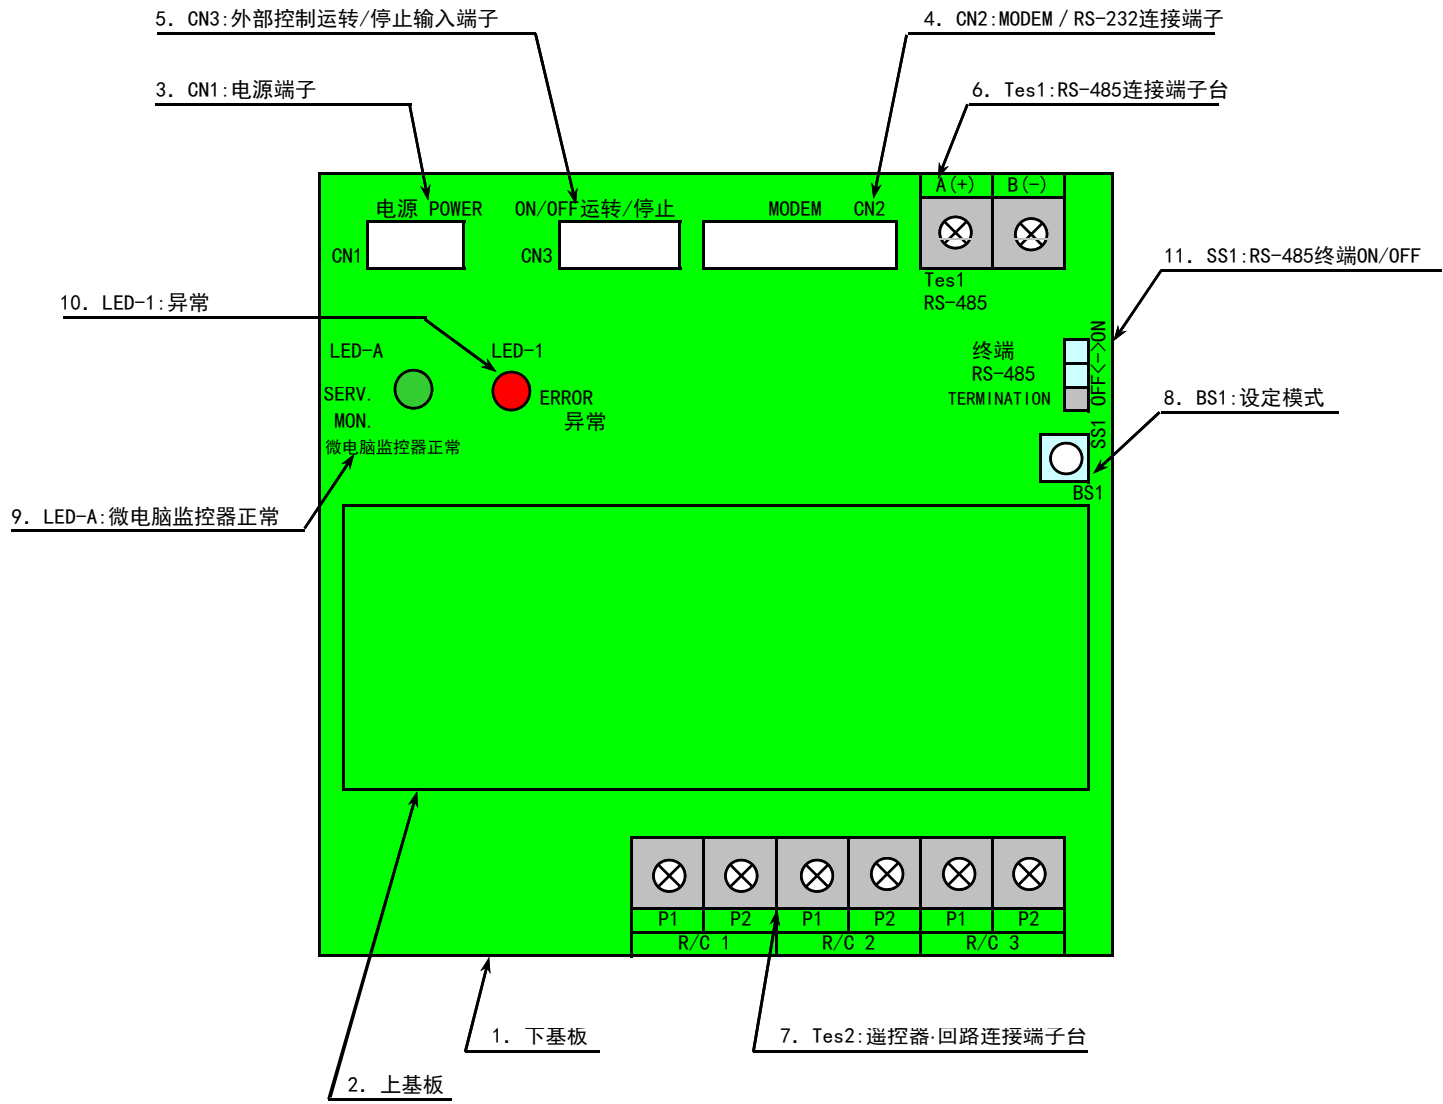 5. CN3:外部控制运转/停止输入端子
4. CN2:MODEM / RS-232连接端子
3. CN1:电源端子
6. Tes1:RS-485连接端子台
A(+) B(-)
电源 POWER
ON/OFF运转/停止
MODEM CN2
CN1
CN3
11. SS1:RS-485终端ON/OFF
Tes1
RS-485
10. LED-1:异常
LED-A
LED-1
终端
RS-485
TERMINATION
SS1 OFF<->ON
SERV.
MON.
微电脑监控器正常
ERROR
异常
8. BS1:设定模式
BS1
9. LED-A:微电脑监控器正常
P1 P2 P1 P2 P1 P2
R/C 1 R/C 2 R/C 3
1. 下基板
7. Tes2:遥控器·回路连接端子台
2. 上基板